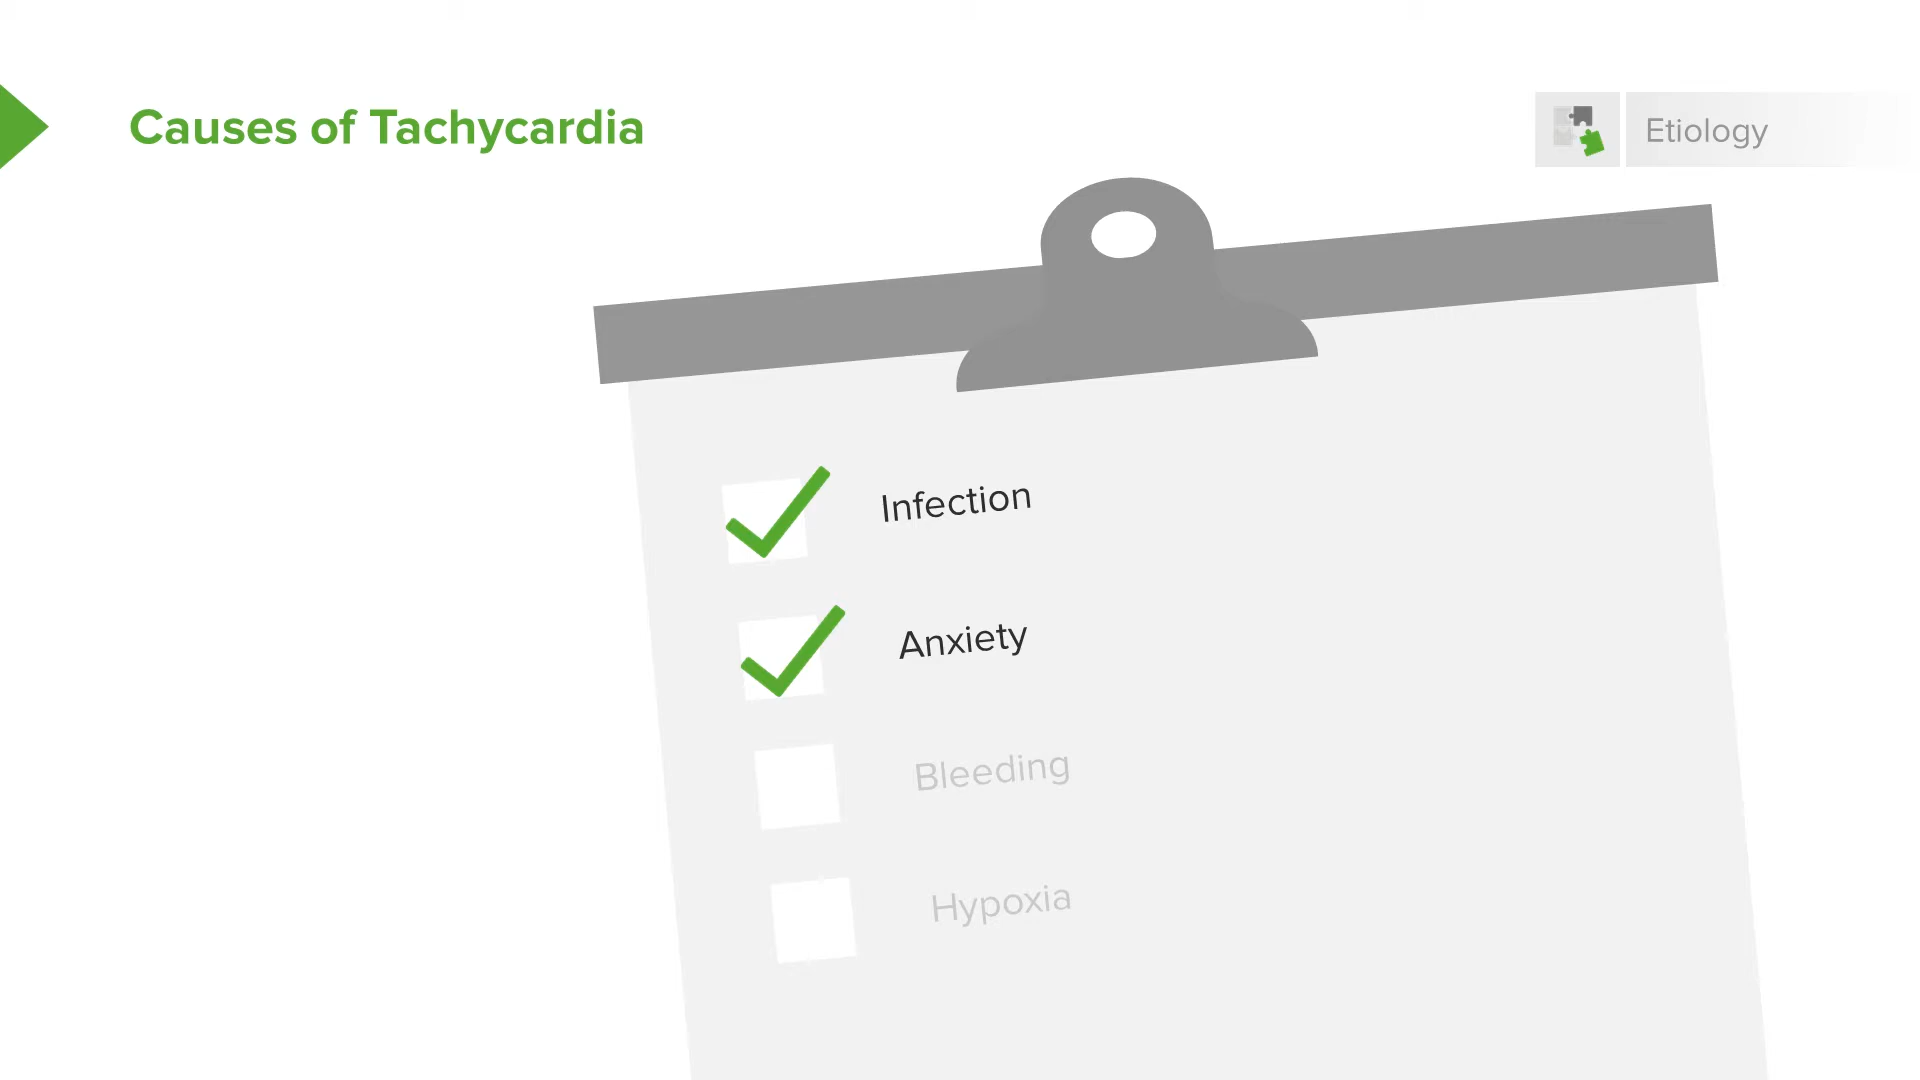 Causes of Tachycardia
Etiology
Infection
Anxiety
Bleeding
Hypoxia